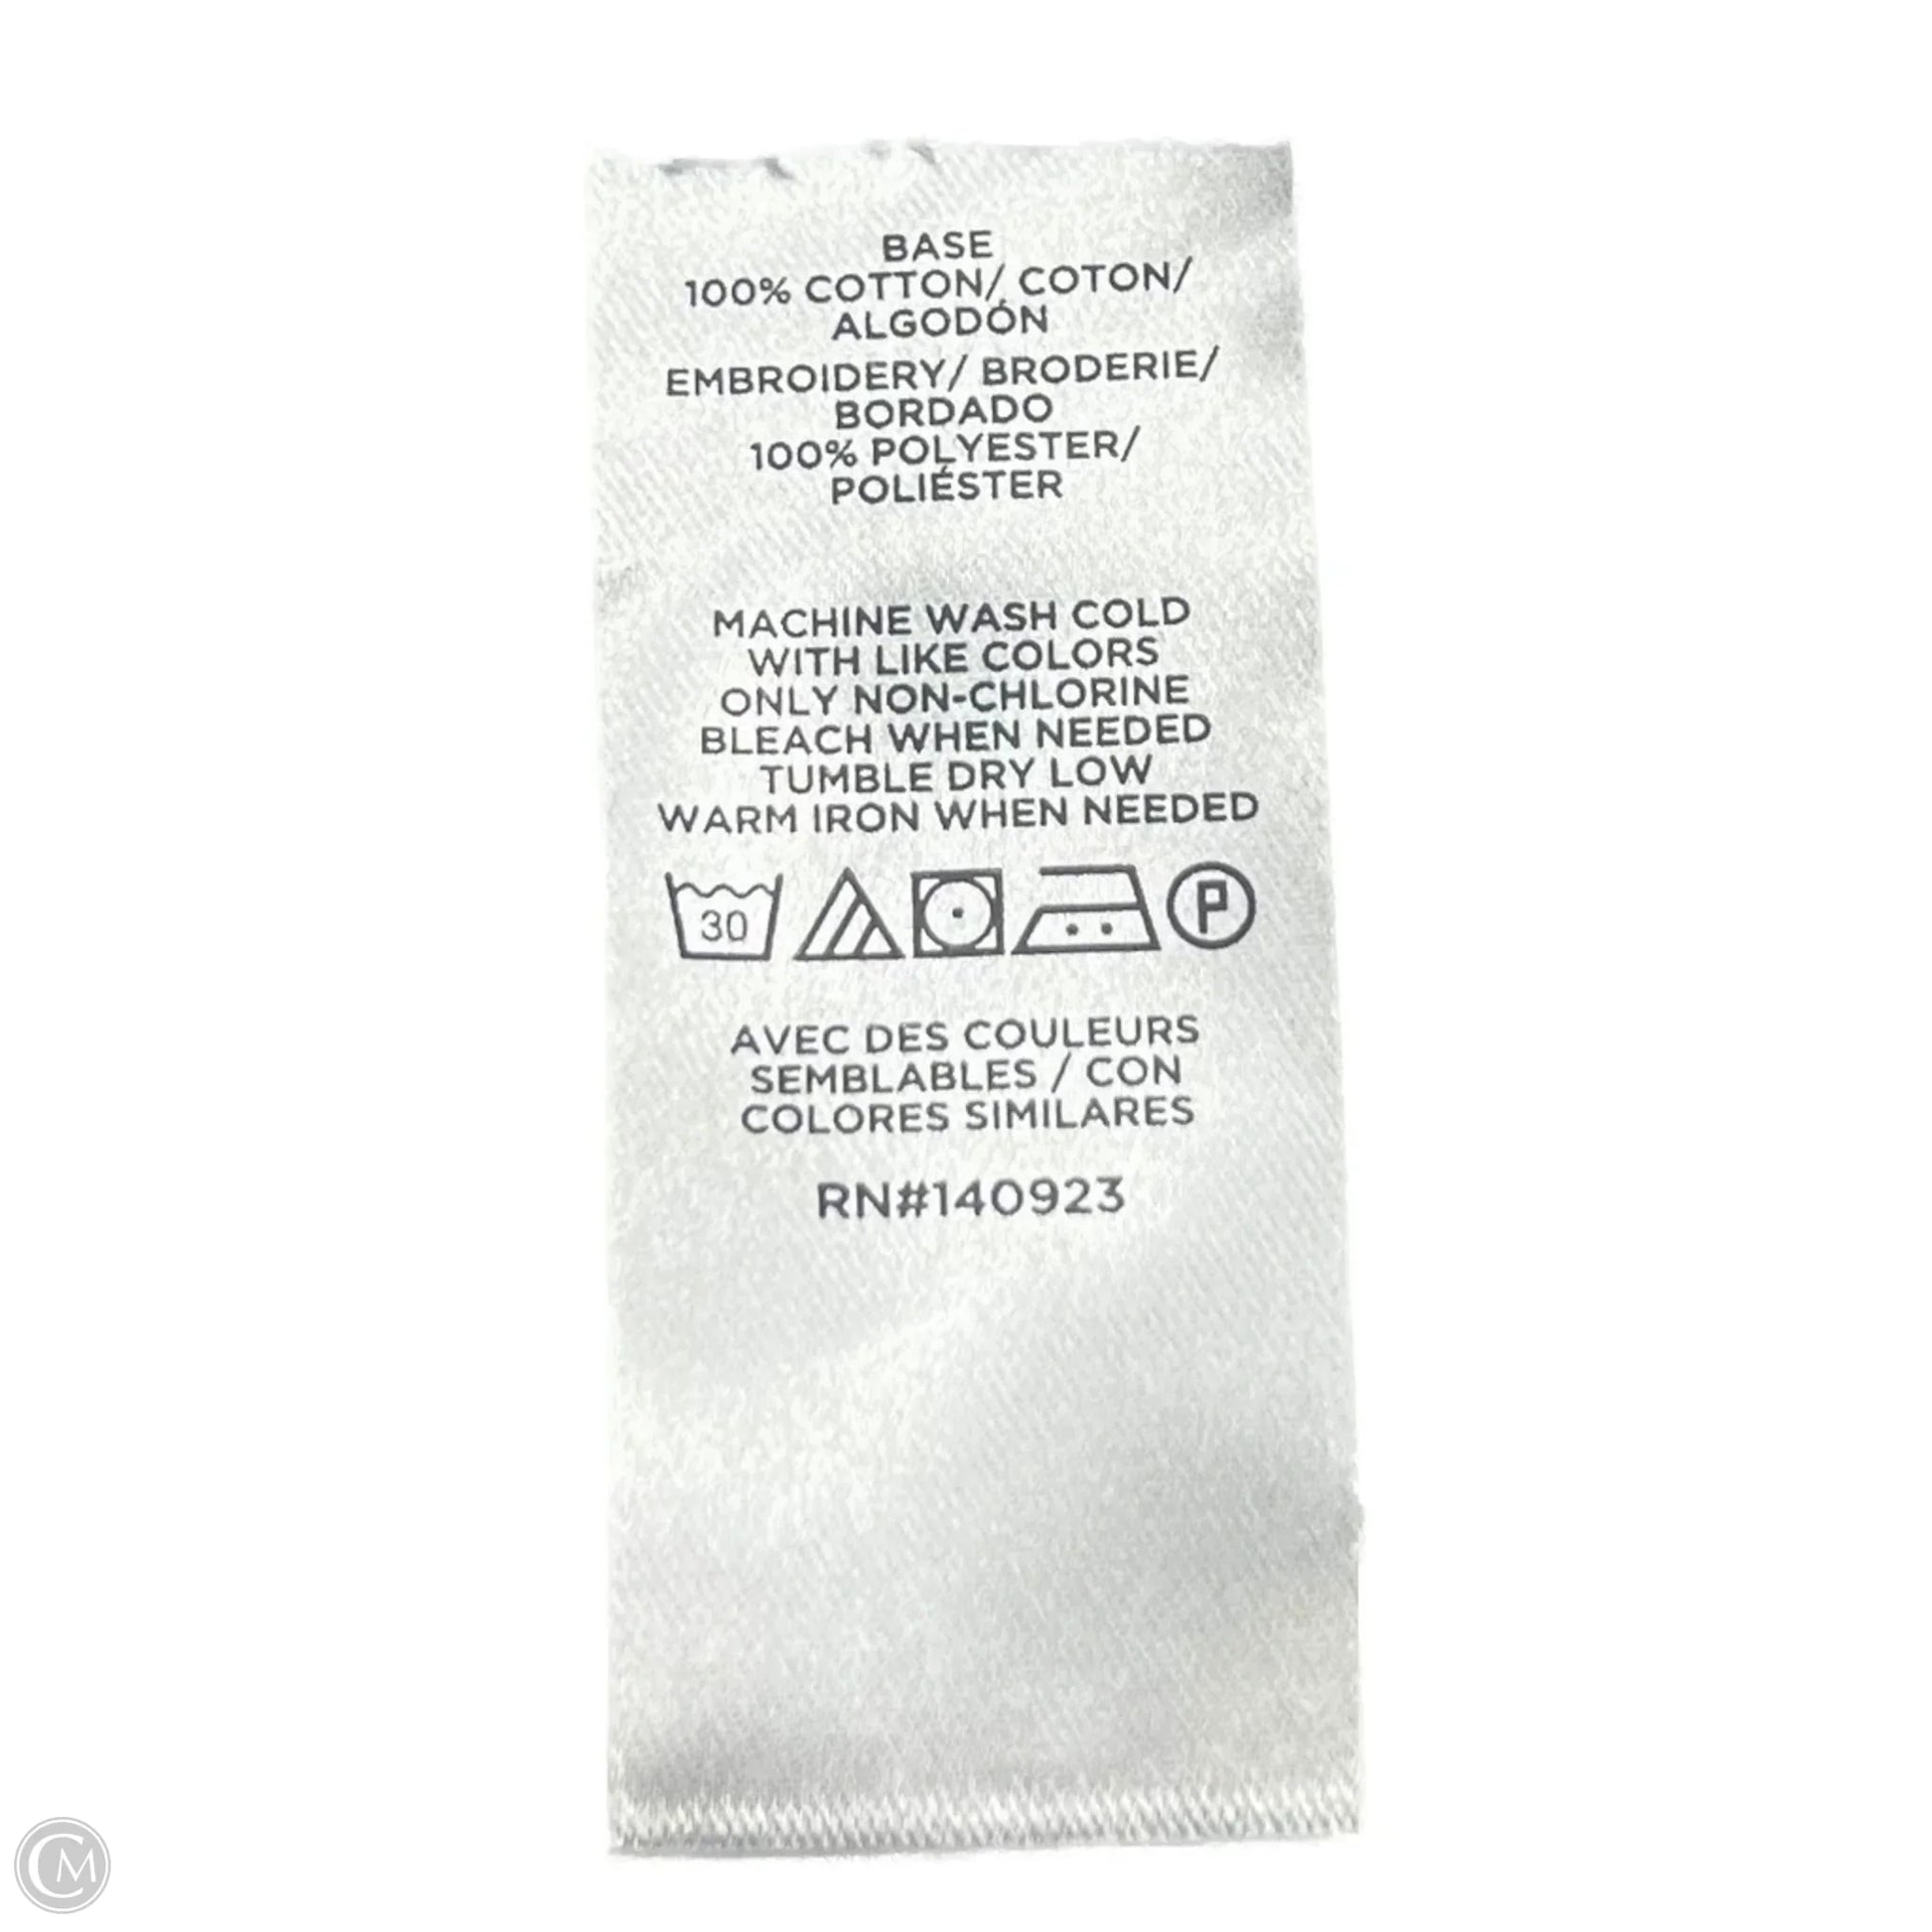 BASE
100% COTTON/ COTON/
ALGODÓN
EMBROIDERY/ BRODERIE/
BORDADO
100% POLYESTER/
POLIÉSTER
MACHINE WASH COLD
WITH LIKE COLORS
ONLY NON-CHLORINE
BLEACH WHEN NEEDED
TUMBLE DRY LOW
WARM IRON WHEN NEEDED
30 P
AVEC DES COULEURS
SEMBLABLES / CON
COLORES SIMILARES
RN#140923
CM